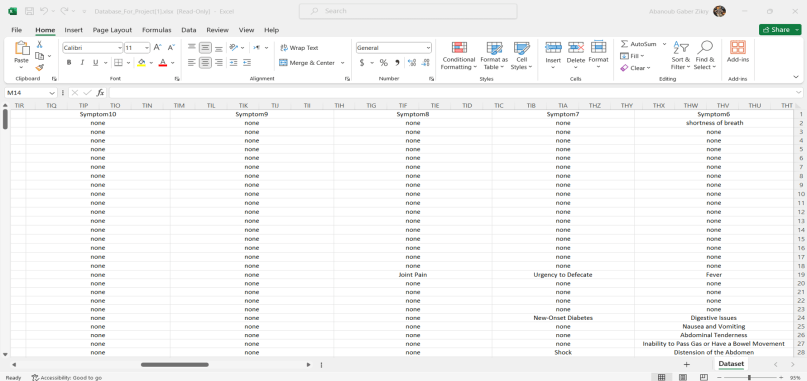 Database_For_Project(1).xlsx [Read-Only] - Excel
Search
File Home Insert Page Layout Formulas Data Review View Help
Share
Paste
Calibri 11
B I U
Wrap Text
Merge & Center
General
Conditional Formatting
Format as Table
Cell Styles
Insert Delete Format
AutoSum
Fill
Clear
Sort & Filter
Find & Select
Add-ins
Clipboard Font Alignment Number Styles Cells Editing Add-ins
M14
fx
TIR TIQ TIP TIO TIN TIM TIL TIK TIJ TII TIH TIG TIF TIE TID TIC TIB TIA THZ THY THX THW THV THU THT
Symptom10 Symptom9 Symptom8 Symptom7 Symptom6 1
none none none none shortness of breath 2
none none none none none 3
none none none none none 4
none none none none none 5
none none none none none 6
none none none none none 7
none none none none none 8
none none none none none 9
none none none none none 10
none none none none none 11
none none none none none 12
none none none none none 13
none none none none none 14
none none none none none 15
none none none none none 16
none none none none none 17
none none none none none 18
none none Joint Pain Urgency to Defecate Fever 19
none none none none none 20
none none none none none 21
none none none none none 22
none none none none none 23
none none none New-Onset Diabetes Digestive Issues 24
none none none none Nausea and Vomiting 25
none none none none Abdominal Tenderness 26
none none none none Inability to Pass Gas or Have a Bowel Movement 27
none none none Shock Distension of the Abdomen 28
Dataset
Ready Accessibility: Good to go
95%